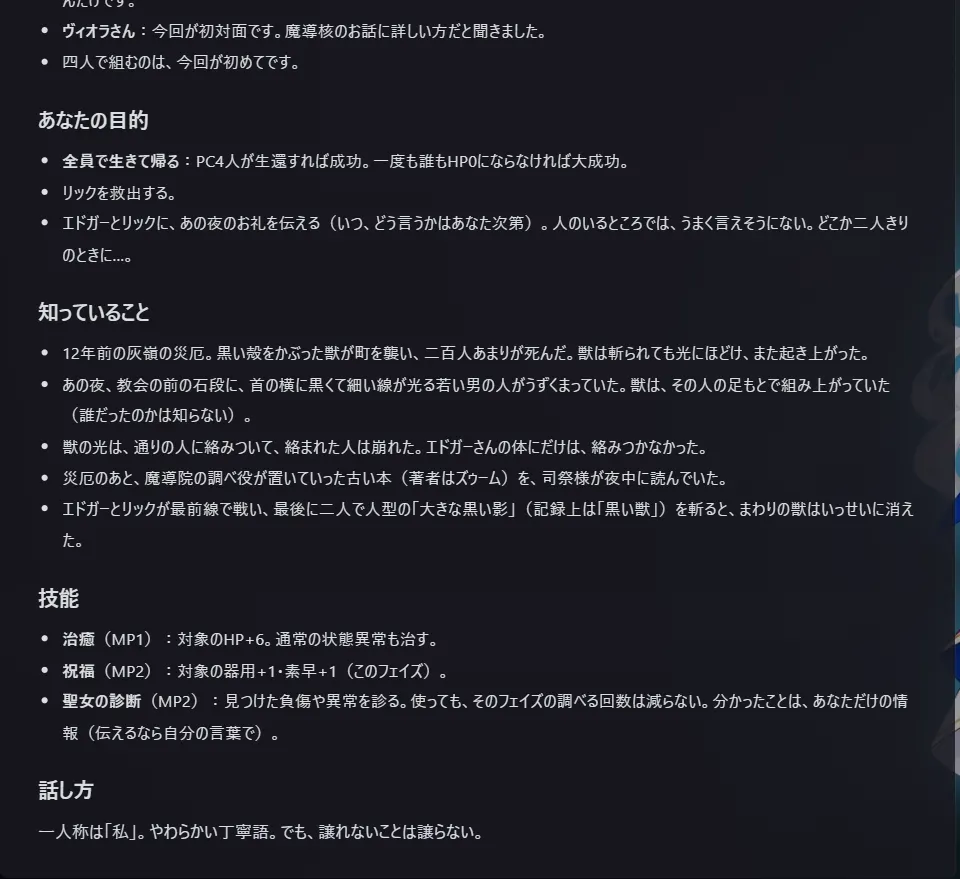 んだけです。
• ヴィオラさん：今回が初対面です。魔導核のお話に詳しい方だと聞きました。
• 四人で組むのは、今回が初めてです。
あなたの目的
• 全員で生きて帰る：PC4人が生還すれば成功。一度も誰もHP0にならなければ大成功。
• リックを救出する。
• エドガーとリックに、あの夜のお礼を伝える（いつ、どう言うかはあなた次第）。人のいるところでは、うまく言えそうにない。どこか二人きり
のときに…。
知っていること
• 12年前の灰嶺の災厄。黒い殻をかぶった獣が町を襲い、二百人あまりが死んだ。獣は斬られても光にほどけ、また起き上がった。
• あの夜、教会の前の石段に、首の横に黒くて細い線が光る若い男の人がうずくまっていた。獣は、その人の足もとで組み上がっていた
（誰だったのかは知らない）。
• 獣の光は、通りの人に絡みついて、絡まれた人は崩れた。エドガーさんの体にだけは、絡みつかなかった。
• 災厄のあと、魔導院の調べ役が置いていった古い本（著者はズゥーム）を、司祭様が夜中に読んでいた。
• エドガーとリックが最前線で戦い、最後に二人で人型の「大きな黒い影」（記録上は「黒い獣」）を斬ると、まわりの獣はいっせいに消え
た。
技能
• 治癒（MP1）：対象のHP+6。通常の状態異常も治す。
• 祝福（MP2）：対象の器用+1・素早+1（このフェイズ）。
• 聖女の診断（MP2）：見つけた負傷や異常を診る。使っても、そのフェイズの調べる回数は減らない。分かったことは、あなただけの情
報（伝えるなら自分の言葉で）。
話し方
一人称は「私」。やわらかい丁寧語。でも、譲れないことは譲らない。